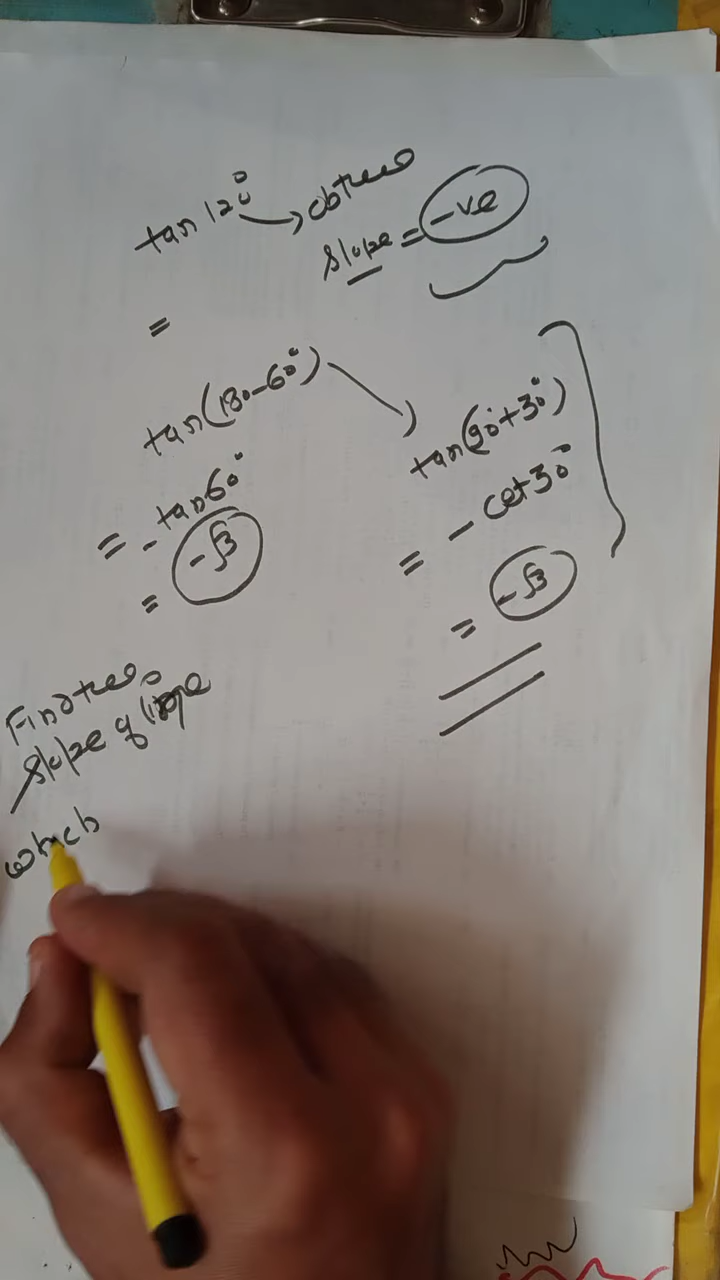 tan 120° → obtuse
slope = -ve
=
tan(180-60°)
= - tan60°
= -√3
tan(90°+30°)
= - cot30°
= -√3
Find the
slope of line
which